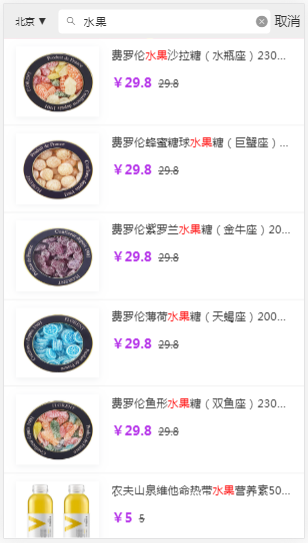 北京 ▼ 水果 取消
费罗伦水果沙拉糖（水瓶座）230...
￥29.8 29.8
费罗伦蜂蜜糖球水果糖（巨蟹座）...
￥29.8 29.8
费罗伦紫罗兰水果糖（金牛座）20...
￥29.8 29.8
费罗伦薄荷水果糖（天蝎座）200...
￥29.8 29.8
费罗伦鱼形水果糖（双鱼座）230...
￥29.8 29.8
农夫山泉维他命热带水果营养素50...
￥5 5